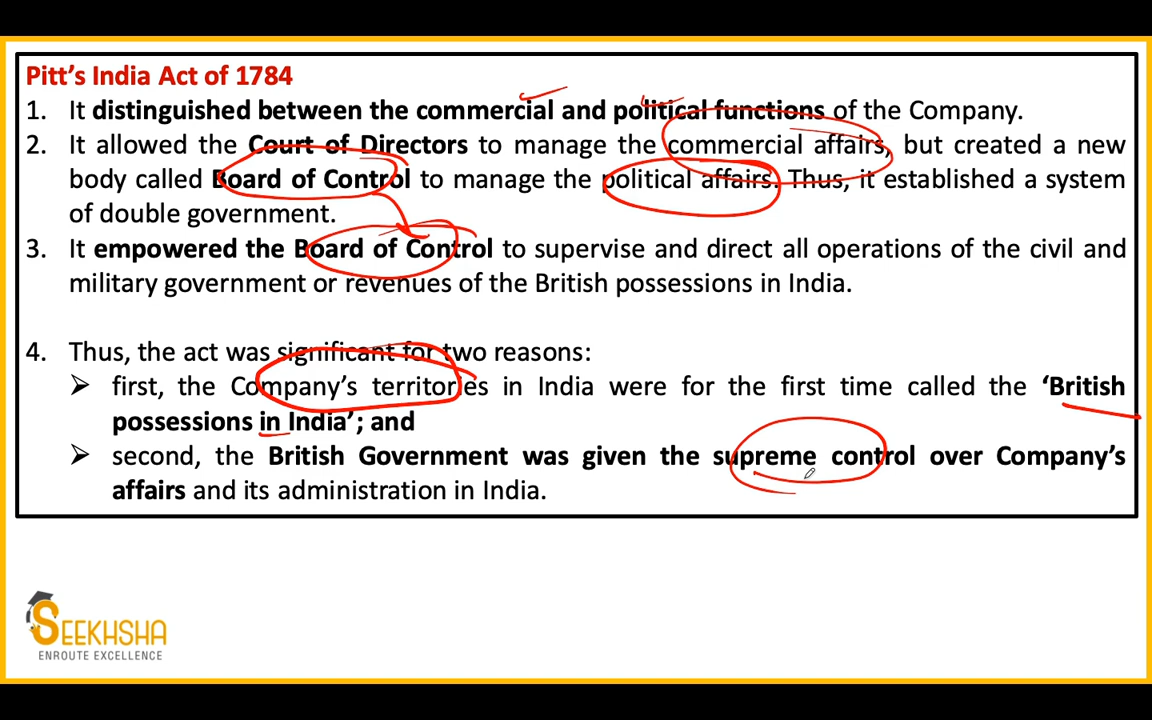 Pitt's India Act of 1784
1. It distinguished between the commercial and political functions of the Company.
2. It allowed the Court of Directors to manage the commercial affairs, but created a new
body called Board of Control to manage the political affairs. Thus, it established a system
of double government.
3. It empowered the Board of Control to supervise and direct all operations of the civil and
military government or revenues of the British possessions in India.
4. Thus, the act was significant for two reasons:
➢ first, the Company's territories in India were for the first time called the ‘British
possessions in India’; and
➢ second, the British Government was given the supreme control over Company's
affairs and its administration in India.
SEEKHSHA
ENROUTE EXCELLENCE